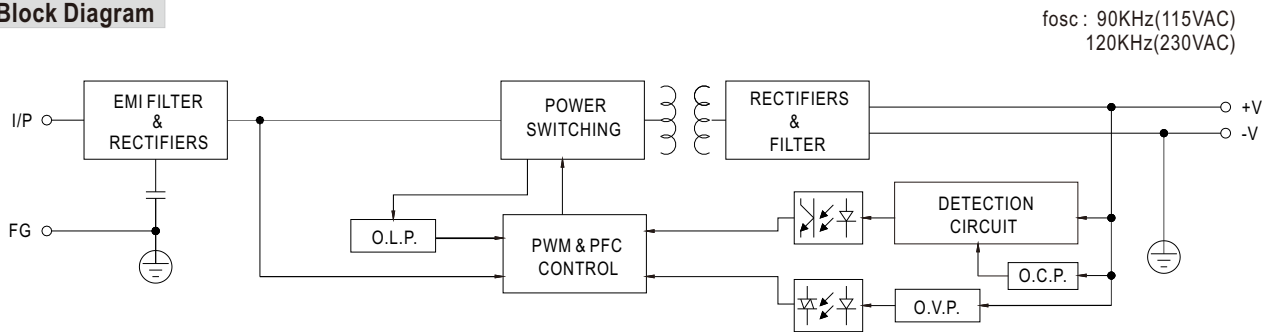 Block Diagram
fosc : 90KHz(115VAC)
120KHz(230VAC)
I/P
EMI FILTER
&
RECTIFIERS
POWER
SWITCHING
RECTIFIERS
&
FILTER
+V
-V
FG
O.L.P.
PWM & PFC
CONTROL
DETECTION
CIRCUIT
O.C.P.
O.V.P.